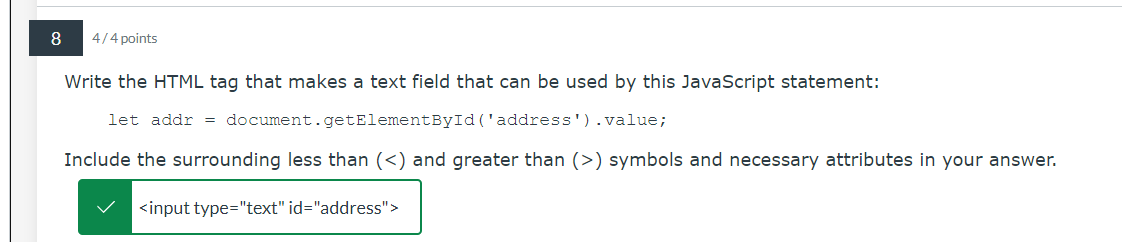 8
4 / 4 points
Write the HTML tag that makes a text field that can be used by this JavaScript statement:
let addr = document.getElementById('address').value;
Include the surrounding less than (<) and greater than (>) symbols and necessary attributes in your answer.
<input type="text" id="address">